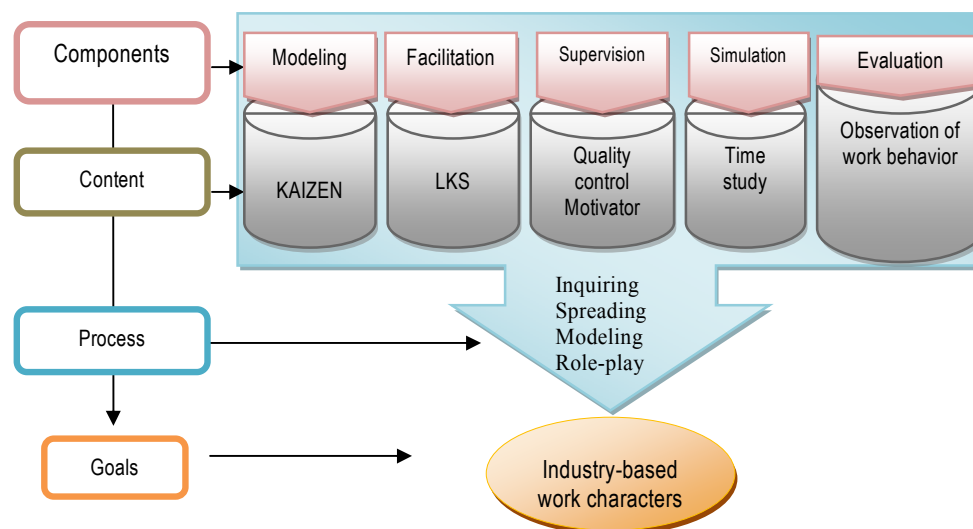 Components
Modeling
Facilitation
Supervision
Simulation
Evaluation
Content
KAIZEN
LKS
Quality
control
Motivator
Time
study
Observation of
work behavior
Process
Inquiring
Spreading
Modeling
Role-play
Goals
Industry-based
work characters